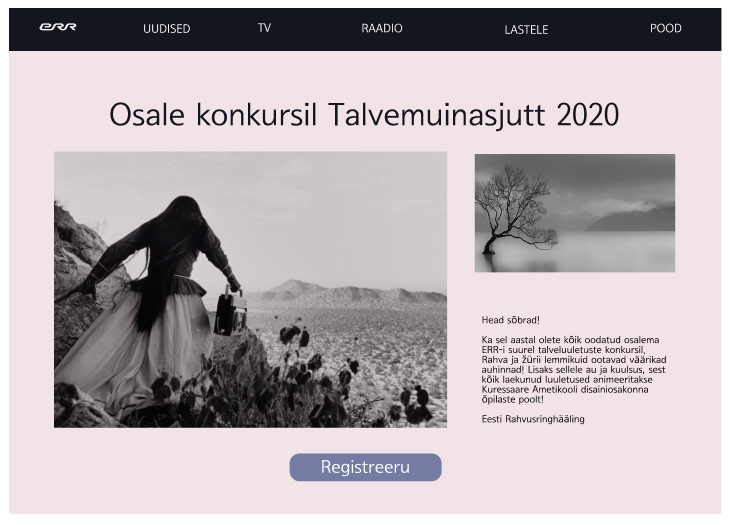 err UUDISED TV RAADIO LASTELE POOD
Osale konkursil Talvemuinasjutt 2020
Head sõbrad!
Ka sel aastal olete kõik oodatud osalema
ERR-i suurel talveluuletuste konkursil,
Rahva ja žürii lemmikuid ootavad väärikad
auhinnad! Lisaks sellele au ja kuulsus, sest
kõik laekunud luuletused animeeritakse
Kuressaare Ametikooli disainiosakonna
õpilaste poolt!
Eesti Rahvusringhääling
Registreeru